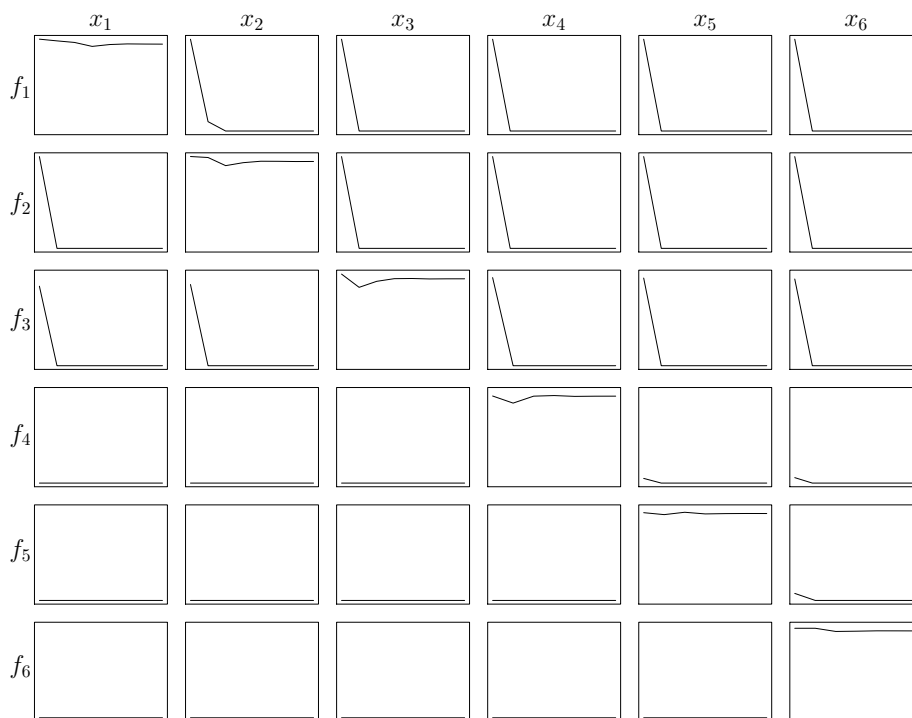 x₁ x₂ x₃ x₄ x₅ x₆
f₁
f₂
f₃
f₄
f₅
f₆